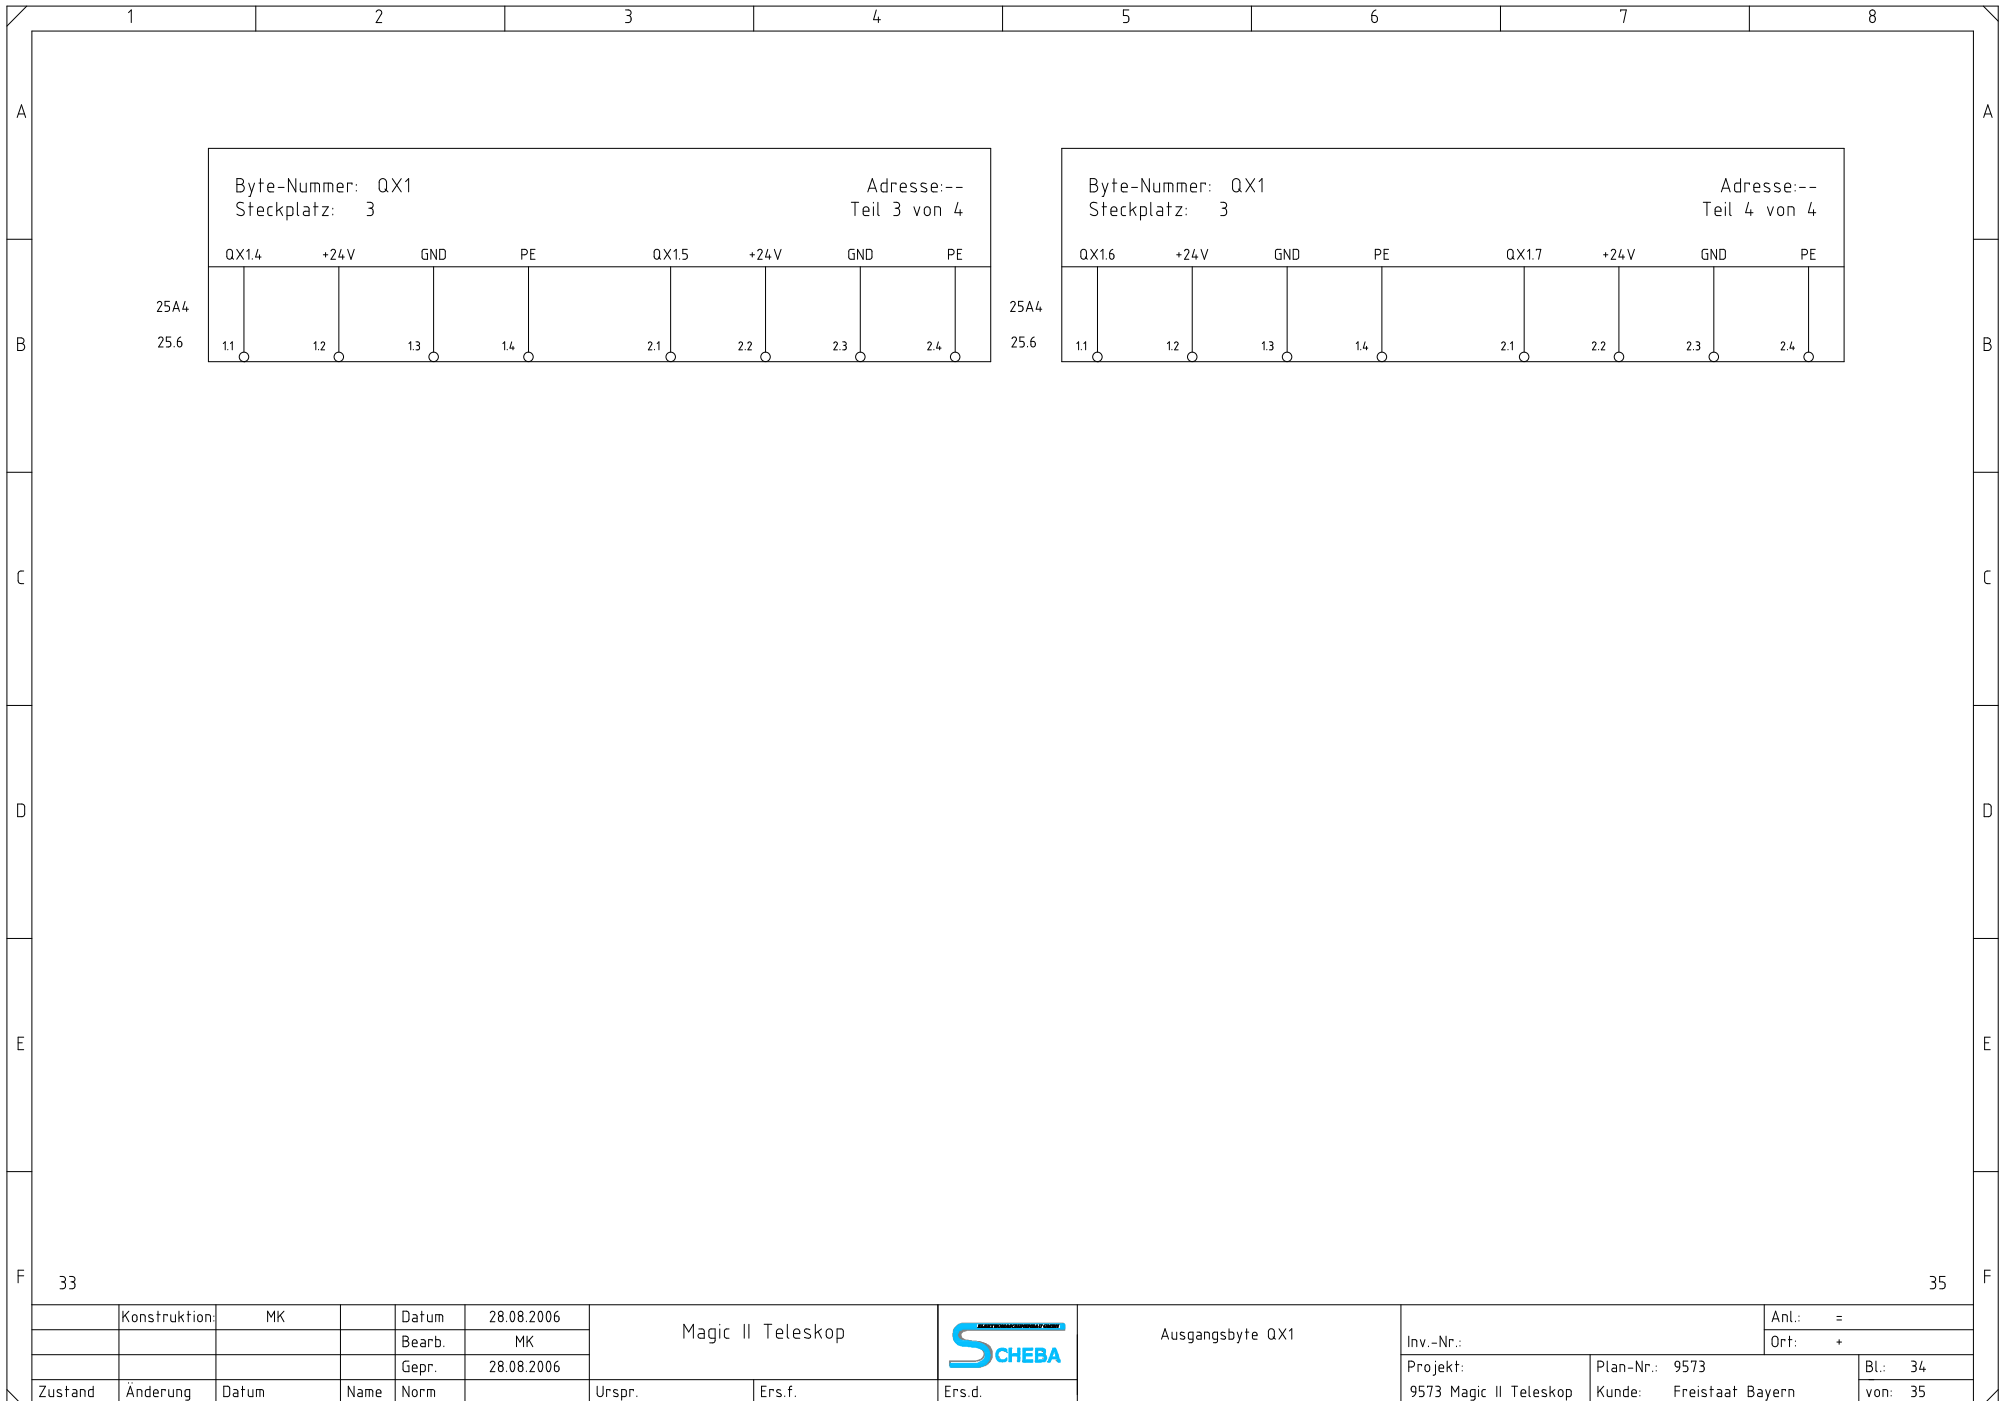 1 2 3 4 5 6 7 8
A A
Byte-Nummer: QX1 Adresse:--
Steckplatz: 3 Teil 3 von 4
QX1.4 +24V GND PE QX1.5 +24V GND PE
25A4
25.6 1.1 1.2 1.3 1.4 2.1 2.2 2.3 2.4
Byte-Nummer: QX1 Adresse:--
Steckplatz: 3 Teil 4 von 4
QX1.6 +24V GND PE QX1.7 +24V GND PE
25A4
25.6 1.1 1.2 1.3 1.4 2.1 2.2 2.3 2.4
B B
C C
D D
E E
F F
33 35
Konstruktion: MK Datum 28.08.2006
Bearb. MK
Gepr. 28.08.2006
Zustand Änderung Datum Name Norm
Magic II Teleskop
Urspr. Ers.f. Ers.d.
SCHEBA
Ausgangsbyte QX1
Inv.-Nr.:
Anl.: =
Ort: +
Projekt:
9573 Magic II Teleskop
Plan-Nr.: 9573
Kunde: Freistaat Bayern
Bl.: 34
von: 35